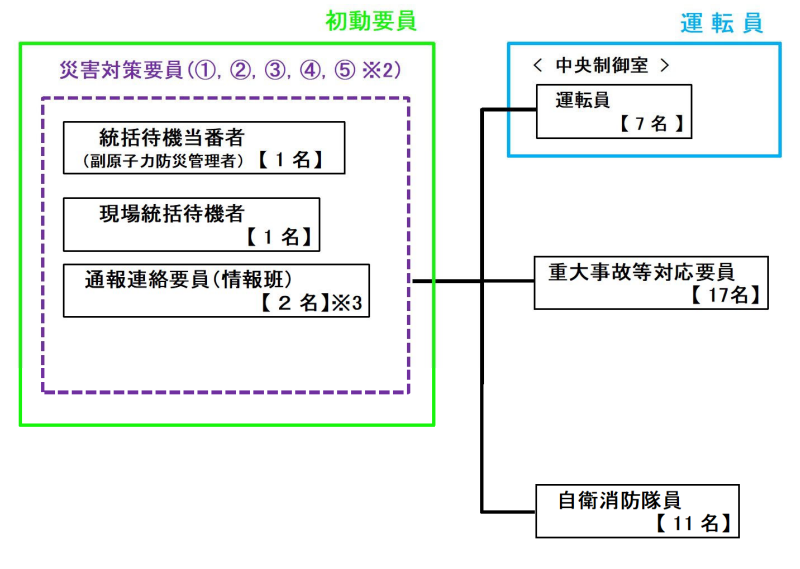 初動要員
運転員
災害対策要員(①, ②, ③, ④, ⑤ ※2)
統括待機当番者
(副原子力防災管理者)【 1 名】
現場統括待機者
【 1 名】
通報連絡要員(情報班)
【 2 名】※3
< 中央制御室 >
運転員
【 7 名 】
重大事故等対応要員
【 17名】
自衛消防隊員
【 11 名】